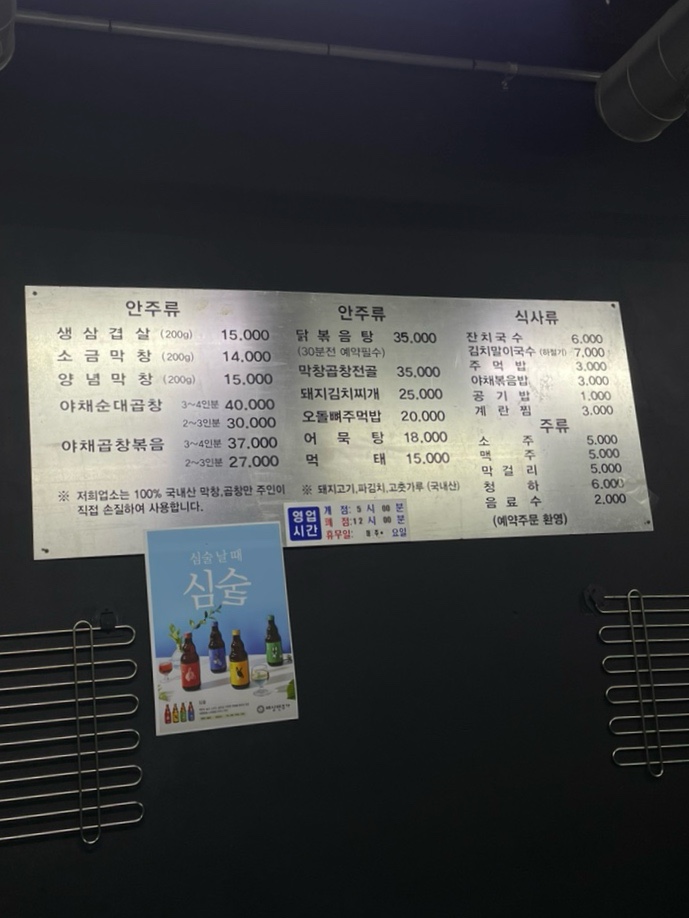 안주류
생삼겹살 (200g) 15.000
소금막창 (200g) 14.000
양념막창 (200g) 15.000
야채순대곱창 3~4인분 40.000
2~3인분 30.000
야채곱창볶음 3~4인분 37.000
2~3인분 27.000
※ 저희업소는 100% 국내산 막창,곱창만 주인이
직접 손질하여 사용합니다.
안주류
닭볶음탕 35,000
(30분전 예약필수)
막창곱창전골 35,000
돼지김치찌개 25,000
오돌뼈주먹밥 20,000
어묵탕 18,000
먹태 15,000
※ 돼지고기,파김치,고춧가루 (국내산)
식사류
잔치국수 6,000
김치말이국수 (하절기) 7,000
주먹밥 3,000
야채볶음밥 3,000
공기밥 1,000
계란찜 3,000
주류
소주 5,000
맥주 5,000
막걸리 5,000
청하 6,000
음료수 2,000
(예약주문 환영)
영업시간
개 점: 5 시 00 분
폐 점:12 시 00 분
휴무일: 요일
심술 날 때
심술